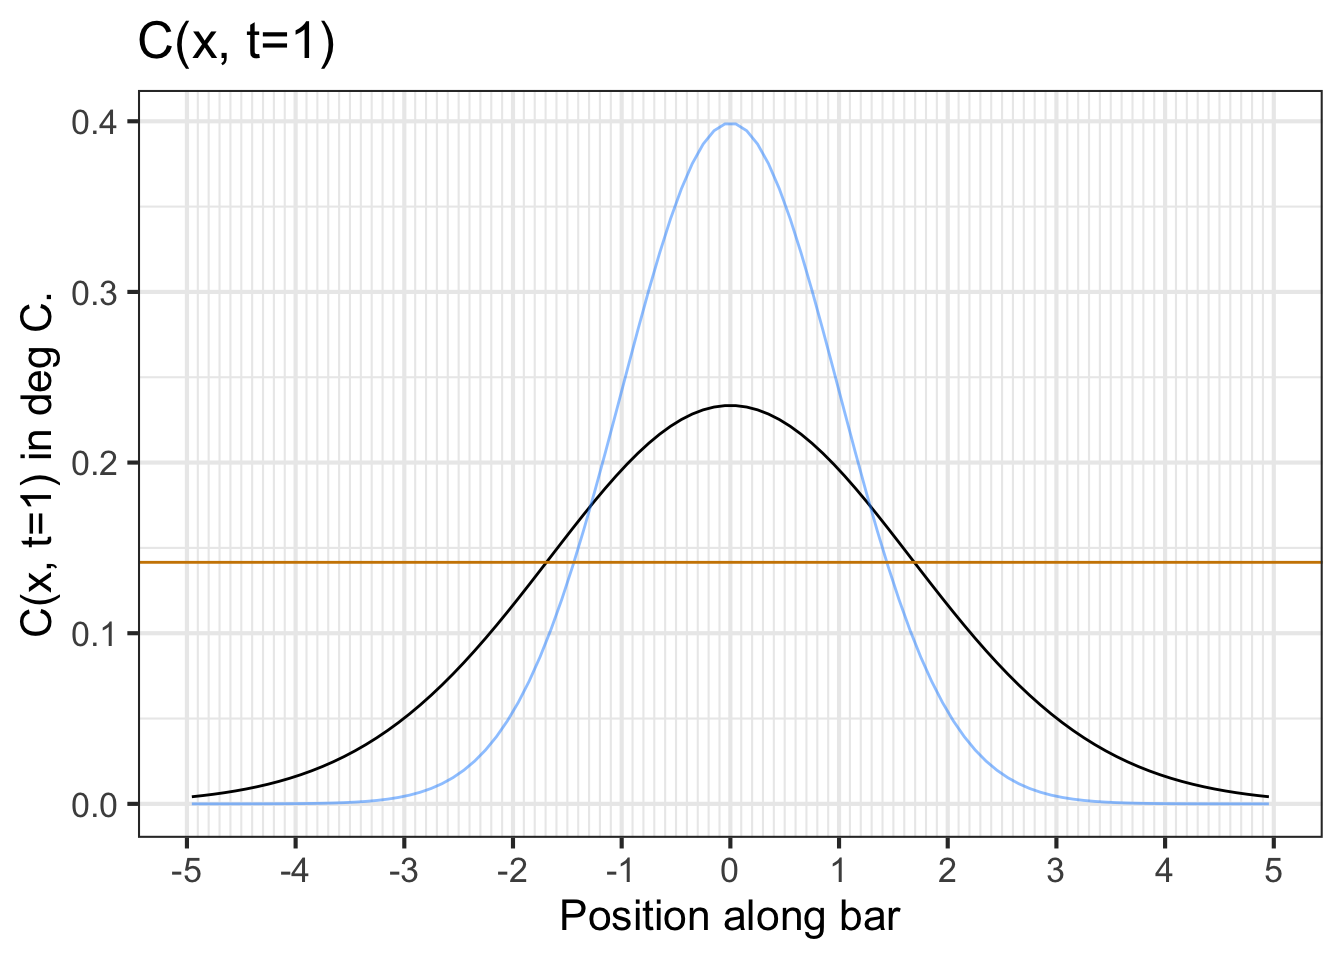 C(x, t=1)
C(x, t=1) in deg C.
0.4
0.3
0.2
0.1
0.0
-5 -4 -3 -2 -1 0 1 2 3 4 5
Position along bar